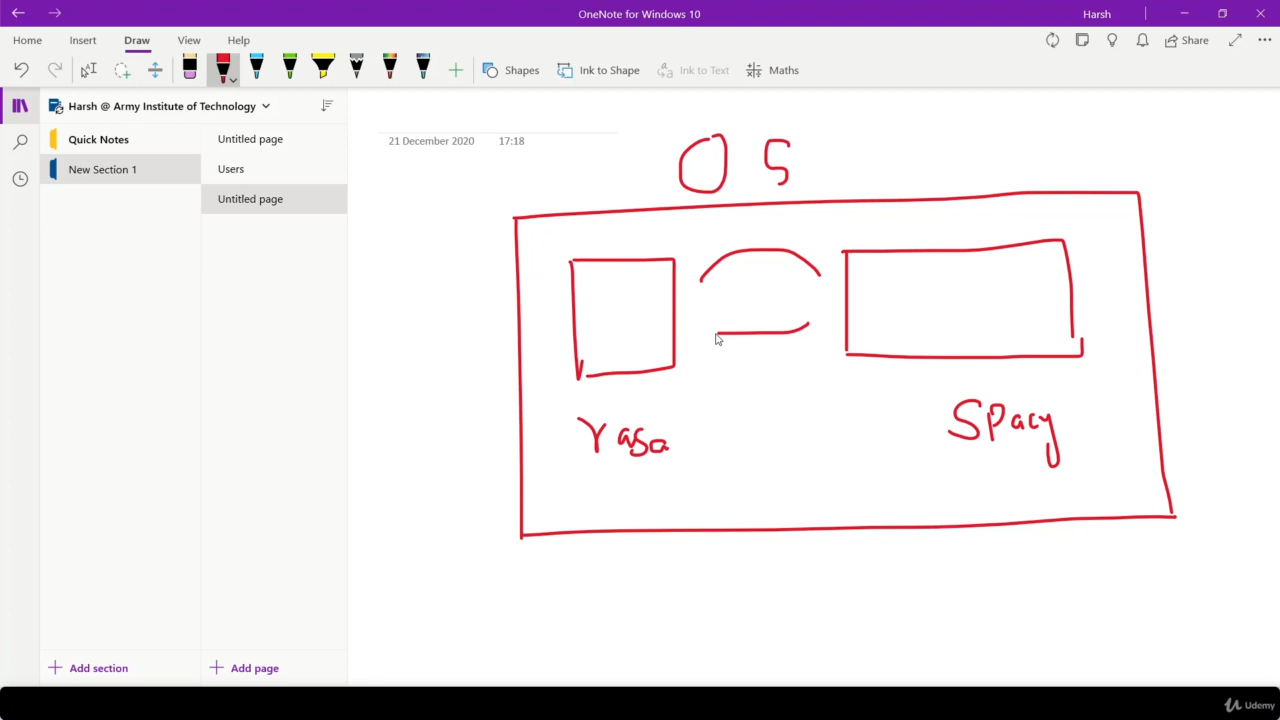 OneNote for Windows 10
Harsh
Home
Insert
Draw
View
Help
Share
Shapes
Ink to Shape
Ink to Text
Maths
Harsh @ Army Institute of Technology
Quick Notes
Untitled page
New Section 1
Users
Untitled page
21 December 2020 17:18
OS
rasa
Spacy
Add section
Add page
Udemy